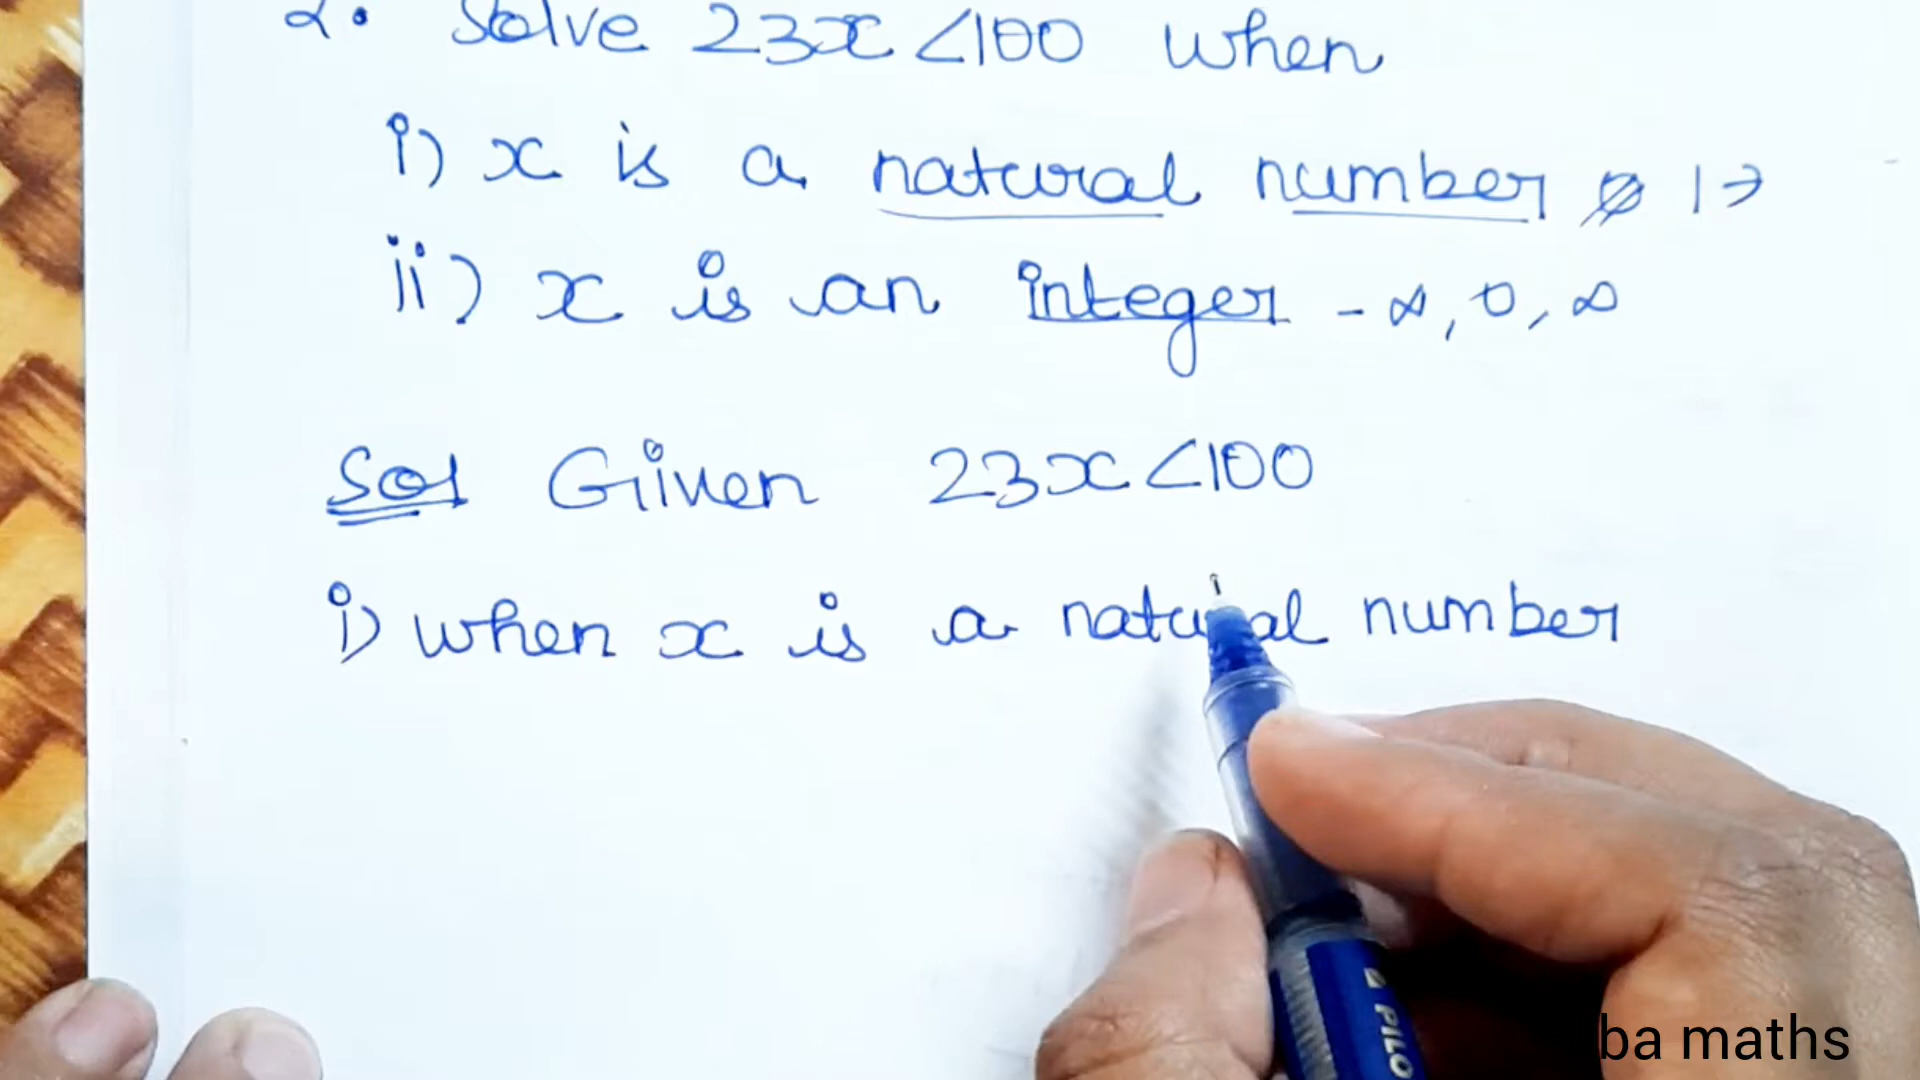 2. Solve 23x<100 when
i) x is a natural number 1→
ii) x is an integer -∞, 0, ∞
Sol Given 23x<100
i) when x is a natural number
PILO
ba maths